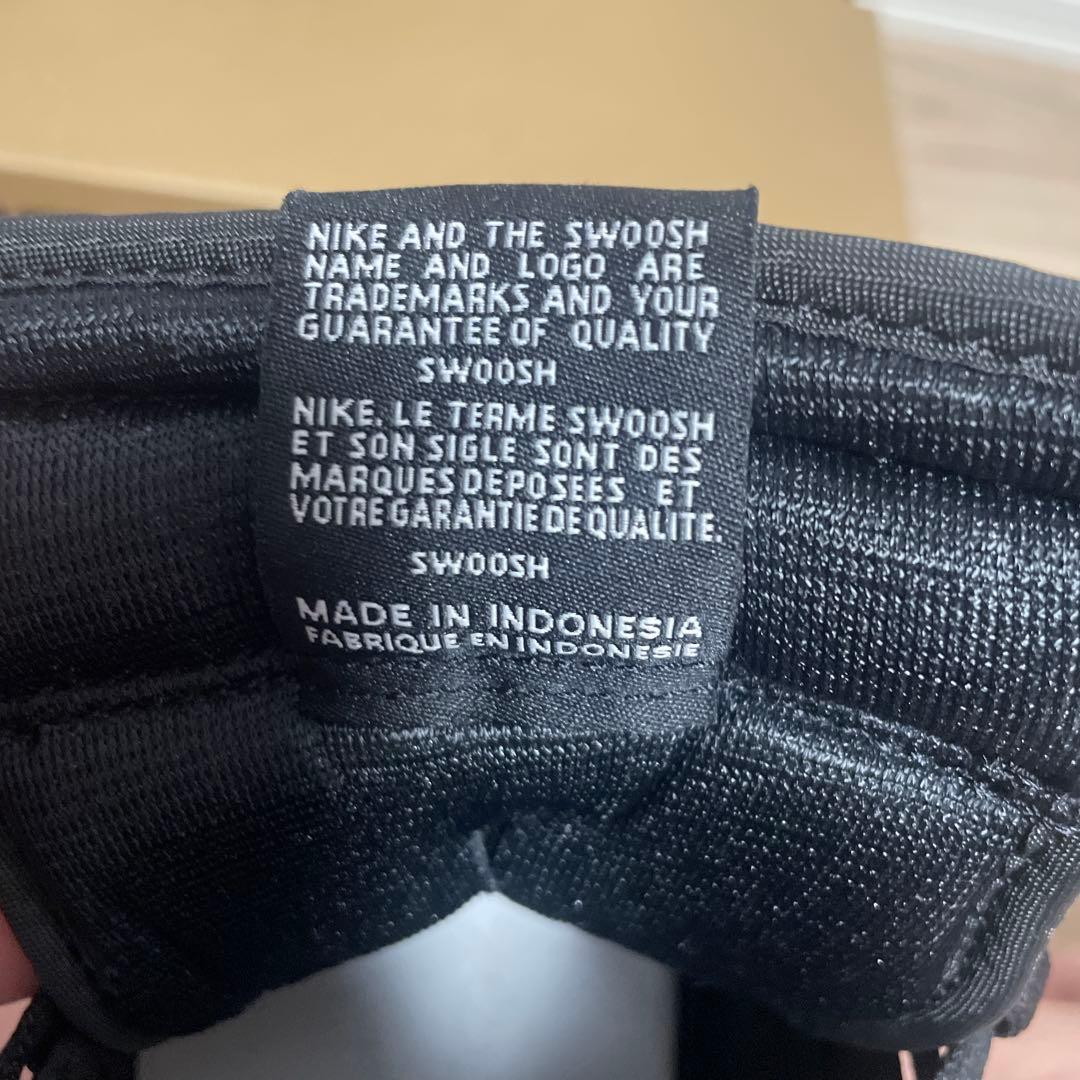 NIKE AND THE SWOOSH
NAME AND LOGO ARE
TRADEMARKS AND YOUR
GUARANTEE OF QUALITY
SWOOSH
NIKE. LE TERME SWOOSH
ET SON SIGLE SONT DES
MARQUES DEPOSEES ET
VOTRE GARANTIE DE QUALITE.
SWOOSH
MADE IN INDONESIA
FABRIQUE EN INDONESIE